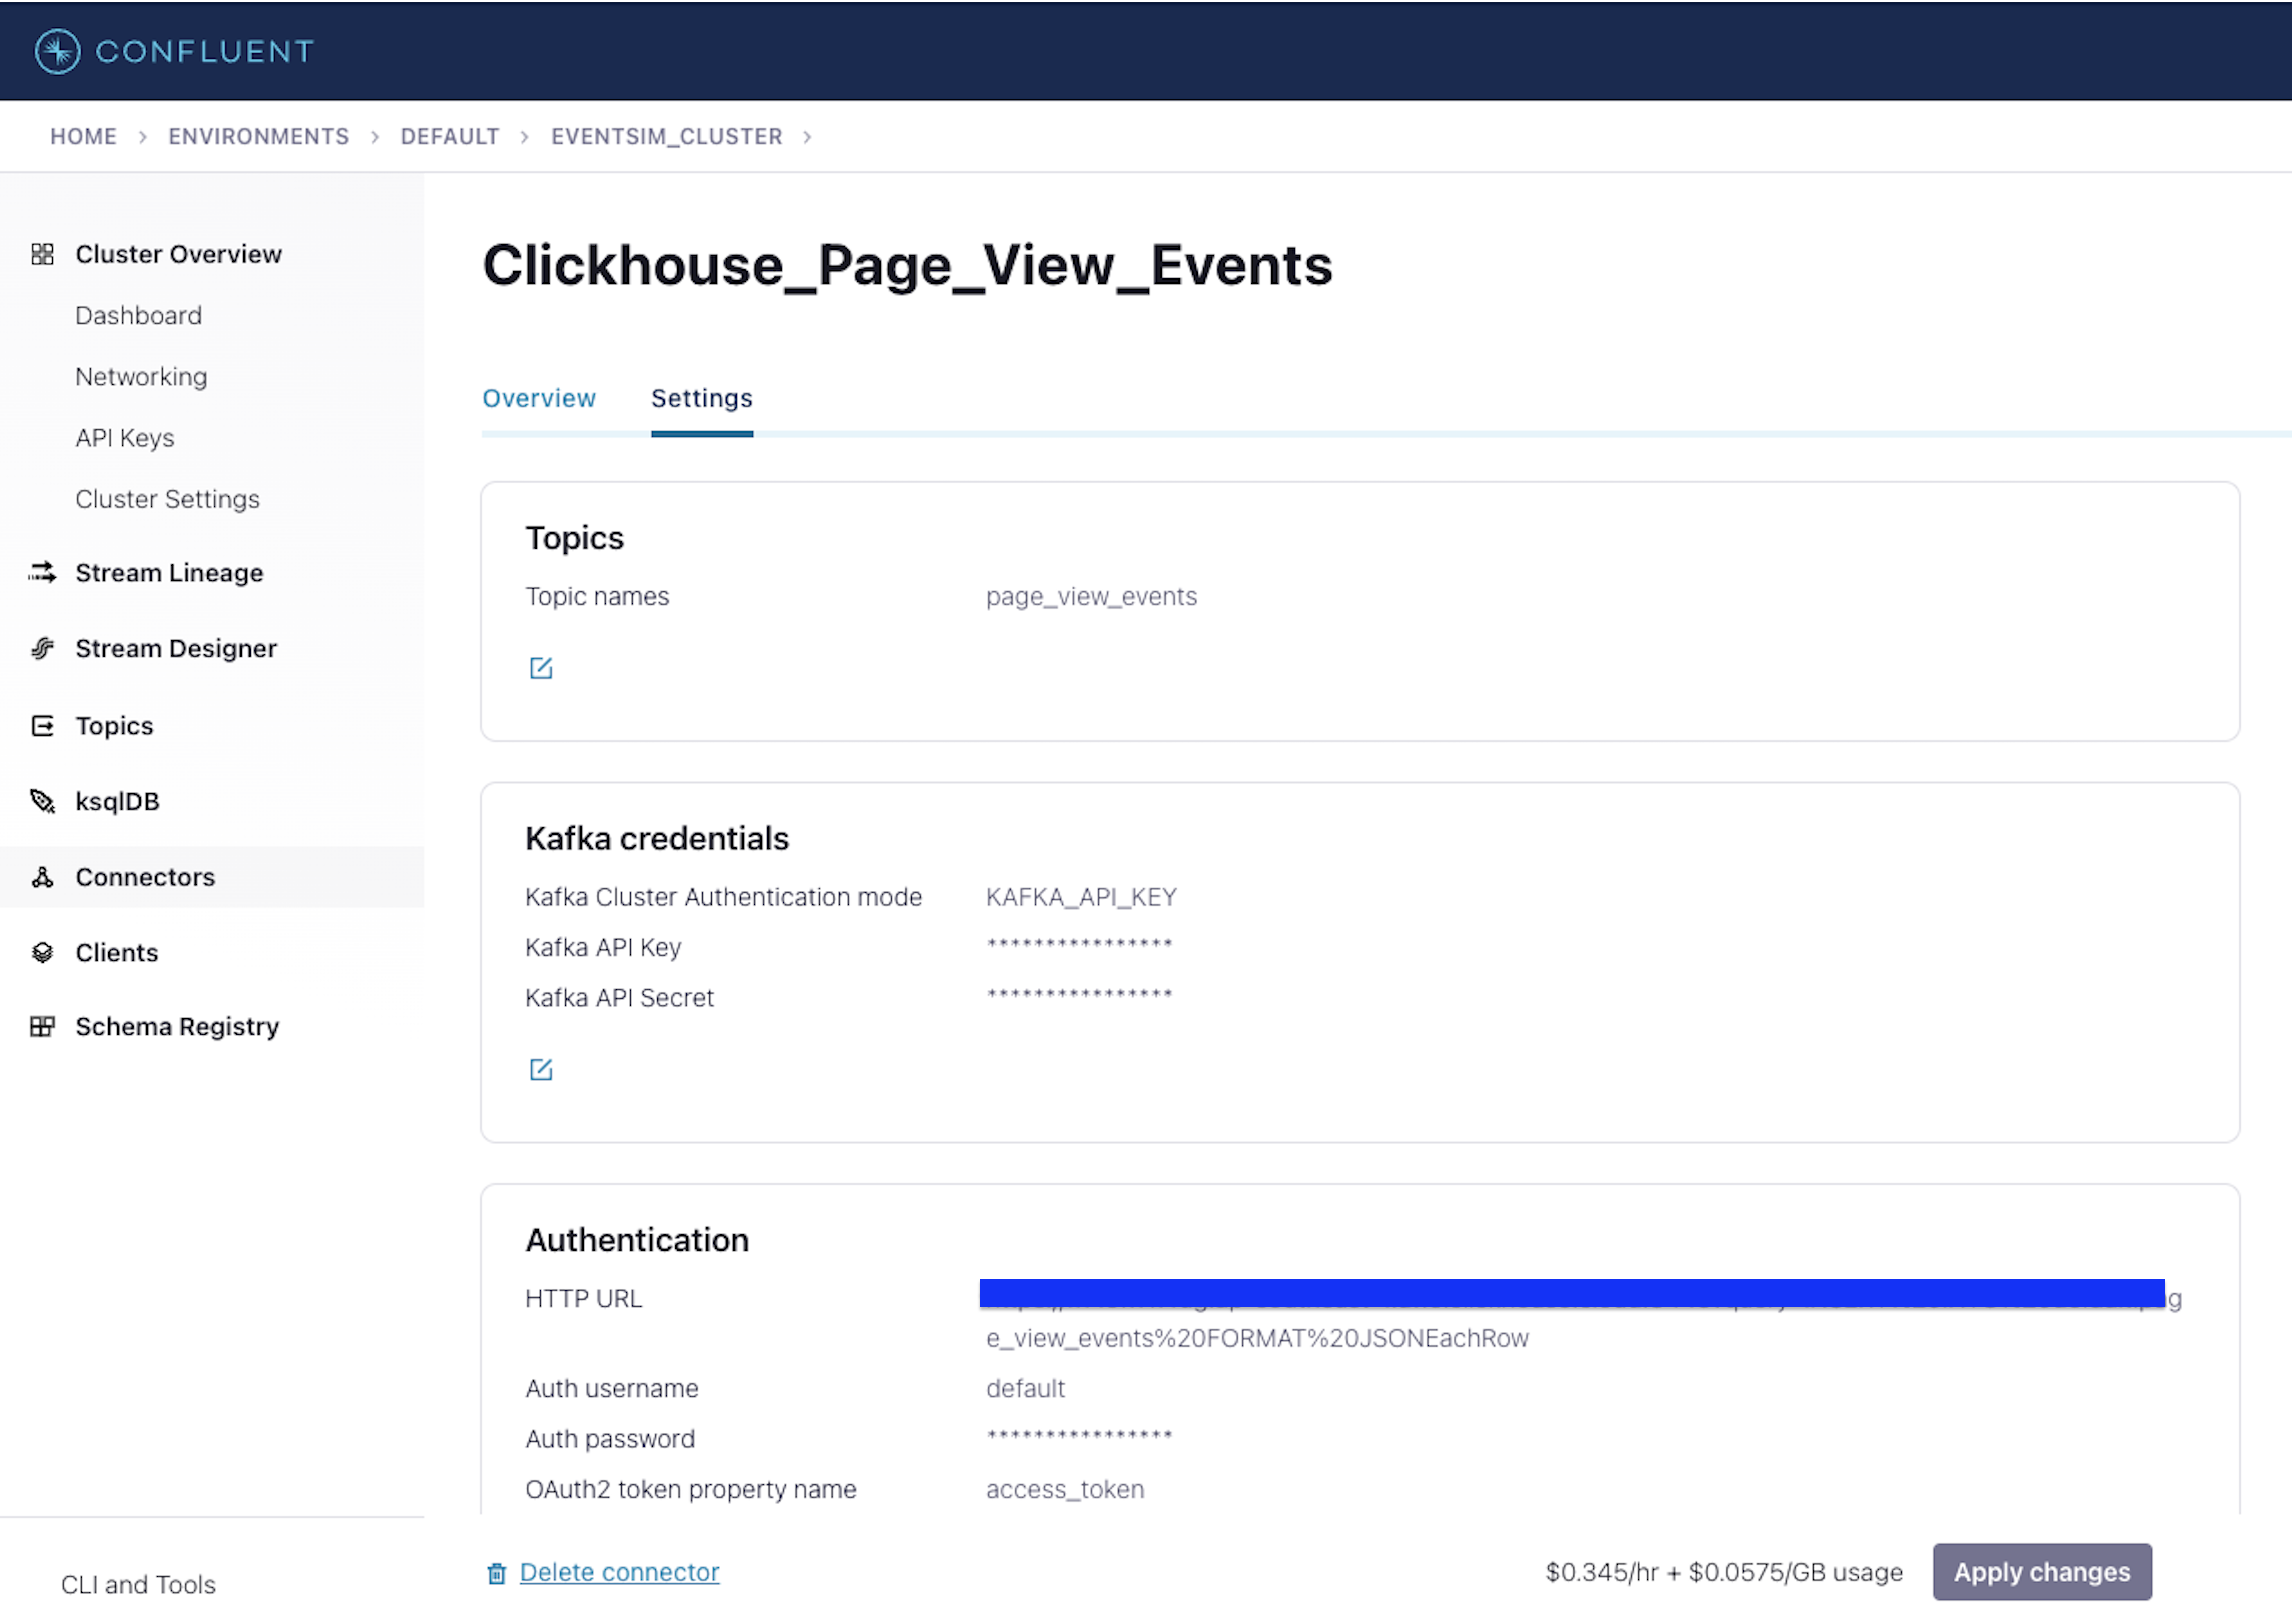 CONFLUENT
HOME > ENVIRONMENTS > DEFAULT > EVENTSIM_CLUSTER >
Cluster Overview
Dashboard
Networking
API Keys
Cluster Settings
Stream Lineage
Stream Designer
Topics
ksqlDB
Connectors
Clients
Schema Registry
CLI and Tools
Clickhouse_Page_View_Events
Overview Settings
Topics
Topic names page_view_events
Kafka credentials
Kafka Cluster Authentication mode KAFKA_API_KEY
Kafka API Key ****************
Kafka API Secret ****************
Authentication
HTTP URL
e_view_events%20FORMAT%20JSONEachRow
Auth username default
Auth password ****************
OAuth2 token property name access_token
Delete connector
$0.345/hr + $0.0575/GB usage
Apply changes